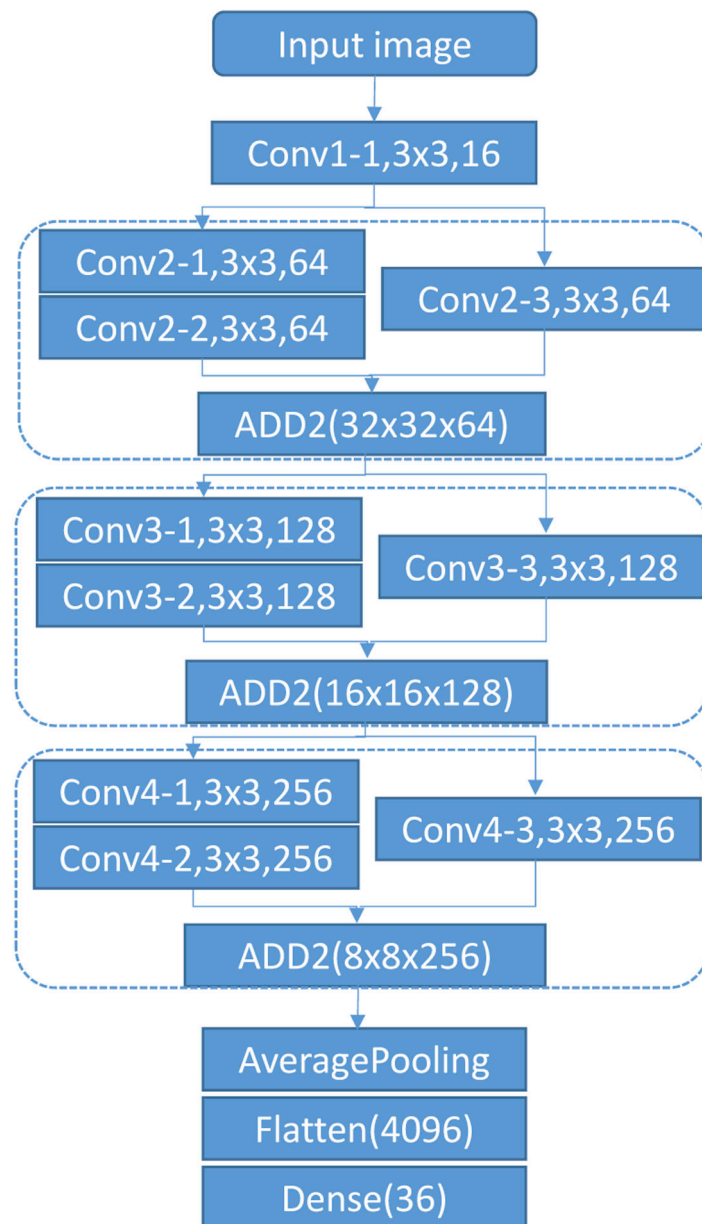 Input image
Conv1-1,3x3,16
Conv2-1,3x3,64
Conv2-2,3x3,64
Conv2-3,3x3,64
ADD2(32x32x64)
Conv3-1,3x3,128
Conv3-2,3x3,128
Conv3-3,3x3,128
ADD2(16x16x128)
Conv4-1,3x3,256
Conv4-2,3x3,256
Conv4-3,3x3,256
ADD2(8x8x256)
AveragePooling
Flatten(4096)
Dense(36)